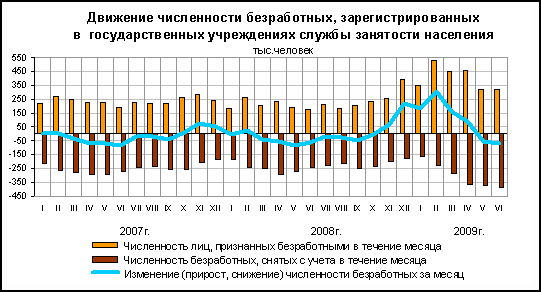 Движение численности безработных, зарегистрированных
в государственных учреждениях службы занятости населения
тыс.человек
550
450
350
250
150
50
-50
-150
-250
-350
-450
I II III IV V VI VII VIII IX X XI XII I II III IV V VI VII VIII IX X XI XII I II III IV V VI
2007г. 2008г. 2009г.
Численность лиц, признанных безработными в течение месяца
Численность безработных, снятых с учета в течение месяца
Изменение (прирост, снижение) численности безработных за месяц